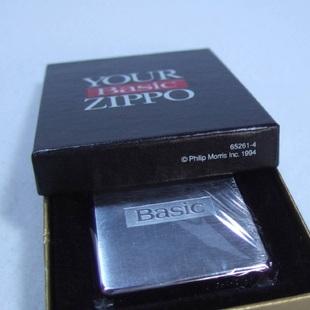 YOUR
Basic
ZIPPO
65261-4
© Philip Morris Inc. 1994
Basic